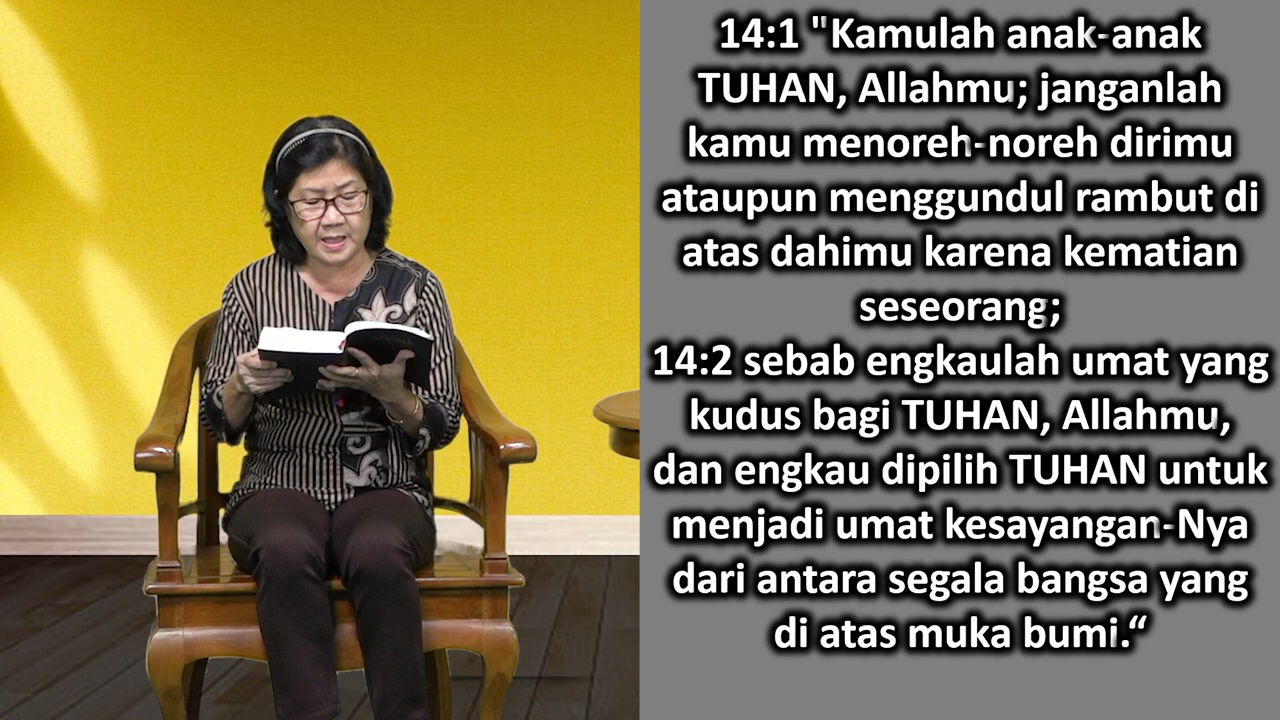 14:1 "Kamulah anak-anak
TUHAN, Allahmu; janganlah
kamu menoreh-noreh dirimu
ataupun menggundul rambut di
atas dahimu karena kematian
seseorang;
14:2 sebab engkaulah umat yang
kudus bagi TUHAN, Allahmu,
dan engkau dipilih TUHAN untuk
menjadi umat kesayangan-Nya
dari antara segala bangsa yang
di atas muka bumi.“